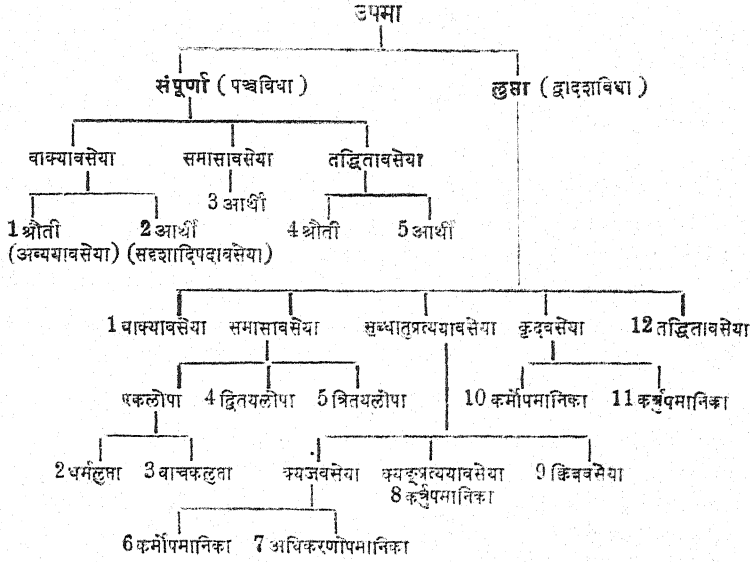 उपमा
संपूर्णा (पञ्चविधा) लुप्ता (द्वादशविधा)
वाक्यावसेया समासावसेया तद्धितावसेया
3 आर्थी
1 श्रौती 2 आर्थी 4 श्रौती 5 आर्थी
(अव्ययावसेया) (सदृशादिपदावसेया)
1 वाक्यावसेया समासावसेया सुब्धातुप्रत्ययावसेया कृदवसेया 12 तद्धितावसेया
एकलोपा 4 द्वितयलोपा 5 त्रितयलोपा 10 कर्मोपमानिका 11 कर्त्रुपमानिका
2 धर्मलुप्ता 3 वाचकलुप्ता क्यजवसेया क्यङ्प्रत्ययावसेया 9 क्विबवसेया
8 कर्त्रुपमानिका
6 कर्मोपमानिका 7 अधिकरणोपमानिका